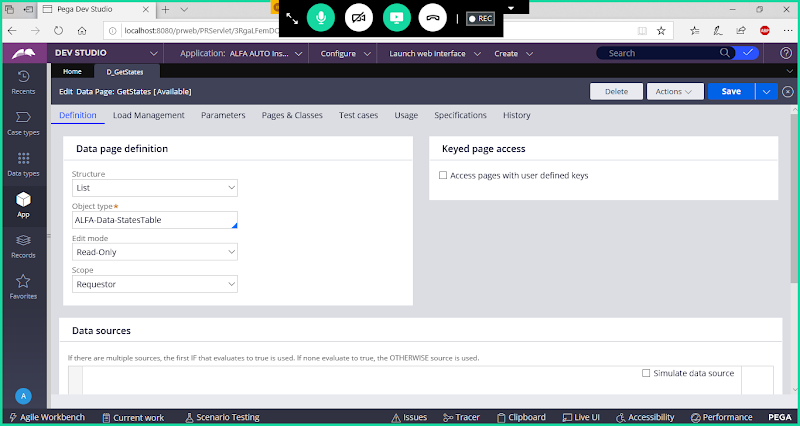 Pega Dev Studio
REC
localhost:8080/prweb/PRServlet/3RgaLFemDC
ABP
DEV STUDIO
Application: ALFA AUTO Ins...
Configure
Launch web interface
Create
Search
Recents
Case types
Data types
App
Records
Favorites
A
Home
D_GetStates
Edit Data Page: GetStates [Available]
Delete
Actions
Save
Definition
Load Management
Parameters
Pages & Classes
Test cases
Usage
Specifications
History
Data page definition
Structure
List
Object type*
ALFA-Data-StatesTable
Edit mode
Read-Only
Scope
Requestor
Keyed page access
Access pages with user defined keys
Data sources
If there are multiple sources, the first IF that evaluates to true is used. If none evaluate to true, the OTHERWISE source is used.
Simulate data source
Agile Workbench
Current work
Scenario Testing
Issues
Tracer
Clipboard
Live UI
Accessibility
Performance
PEGA